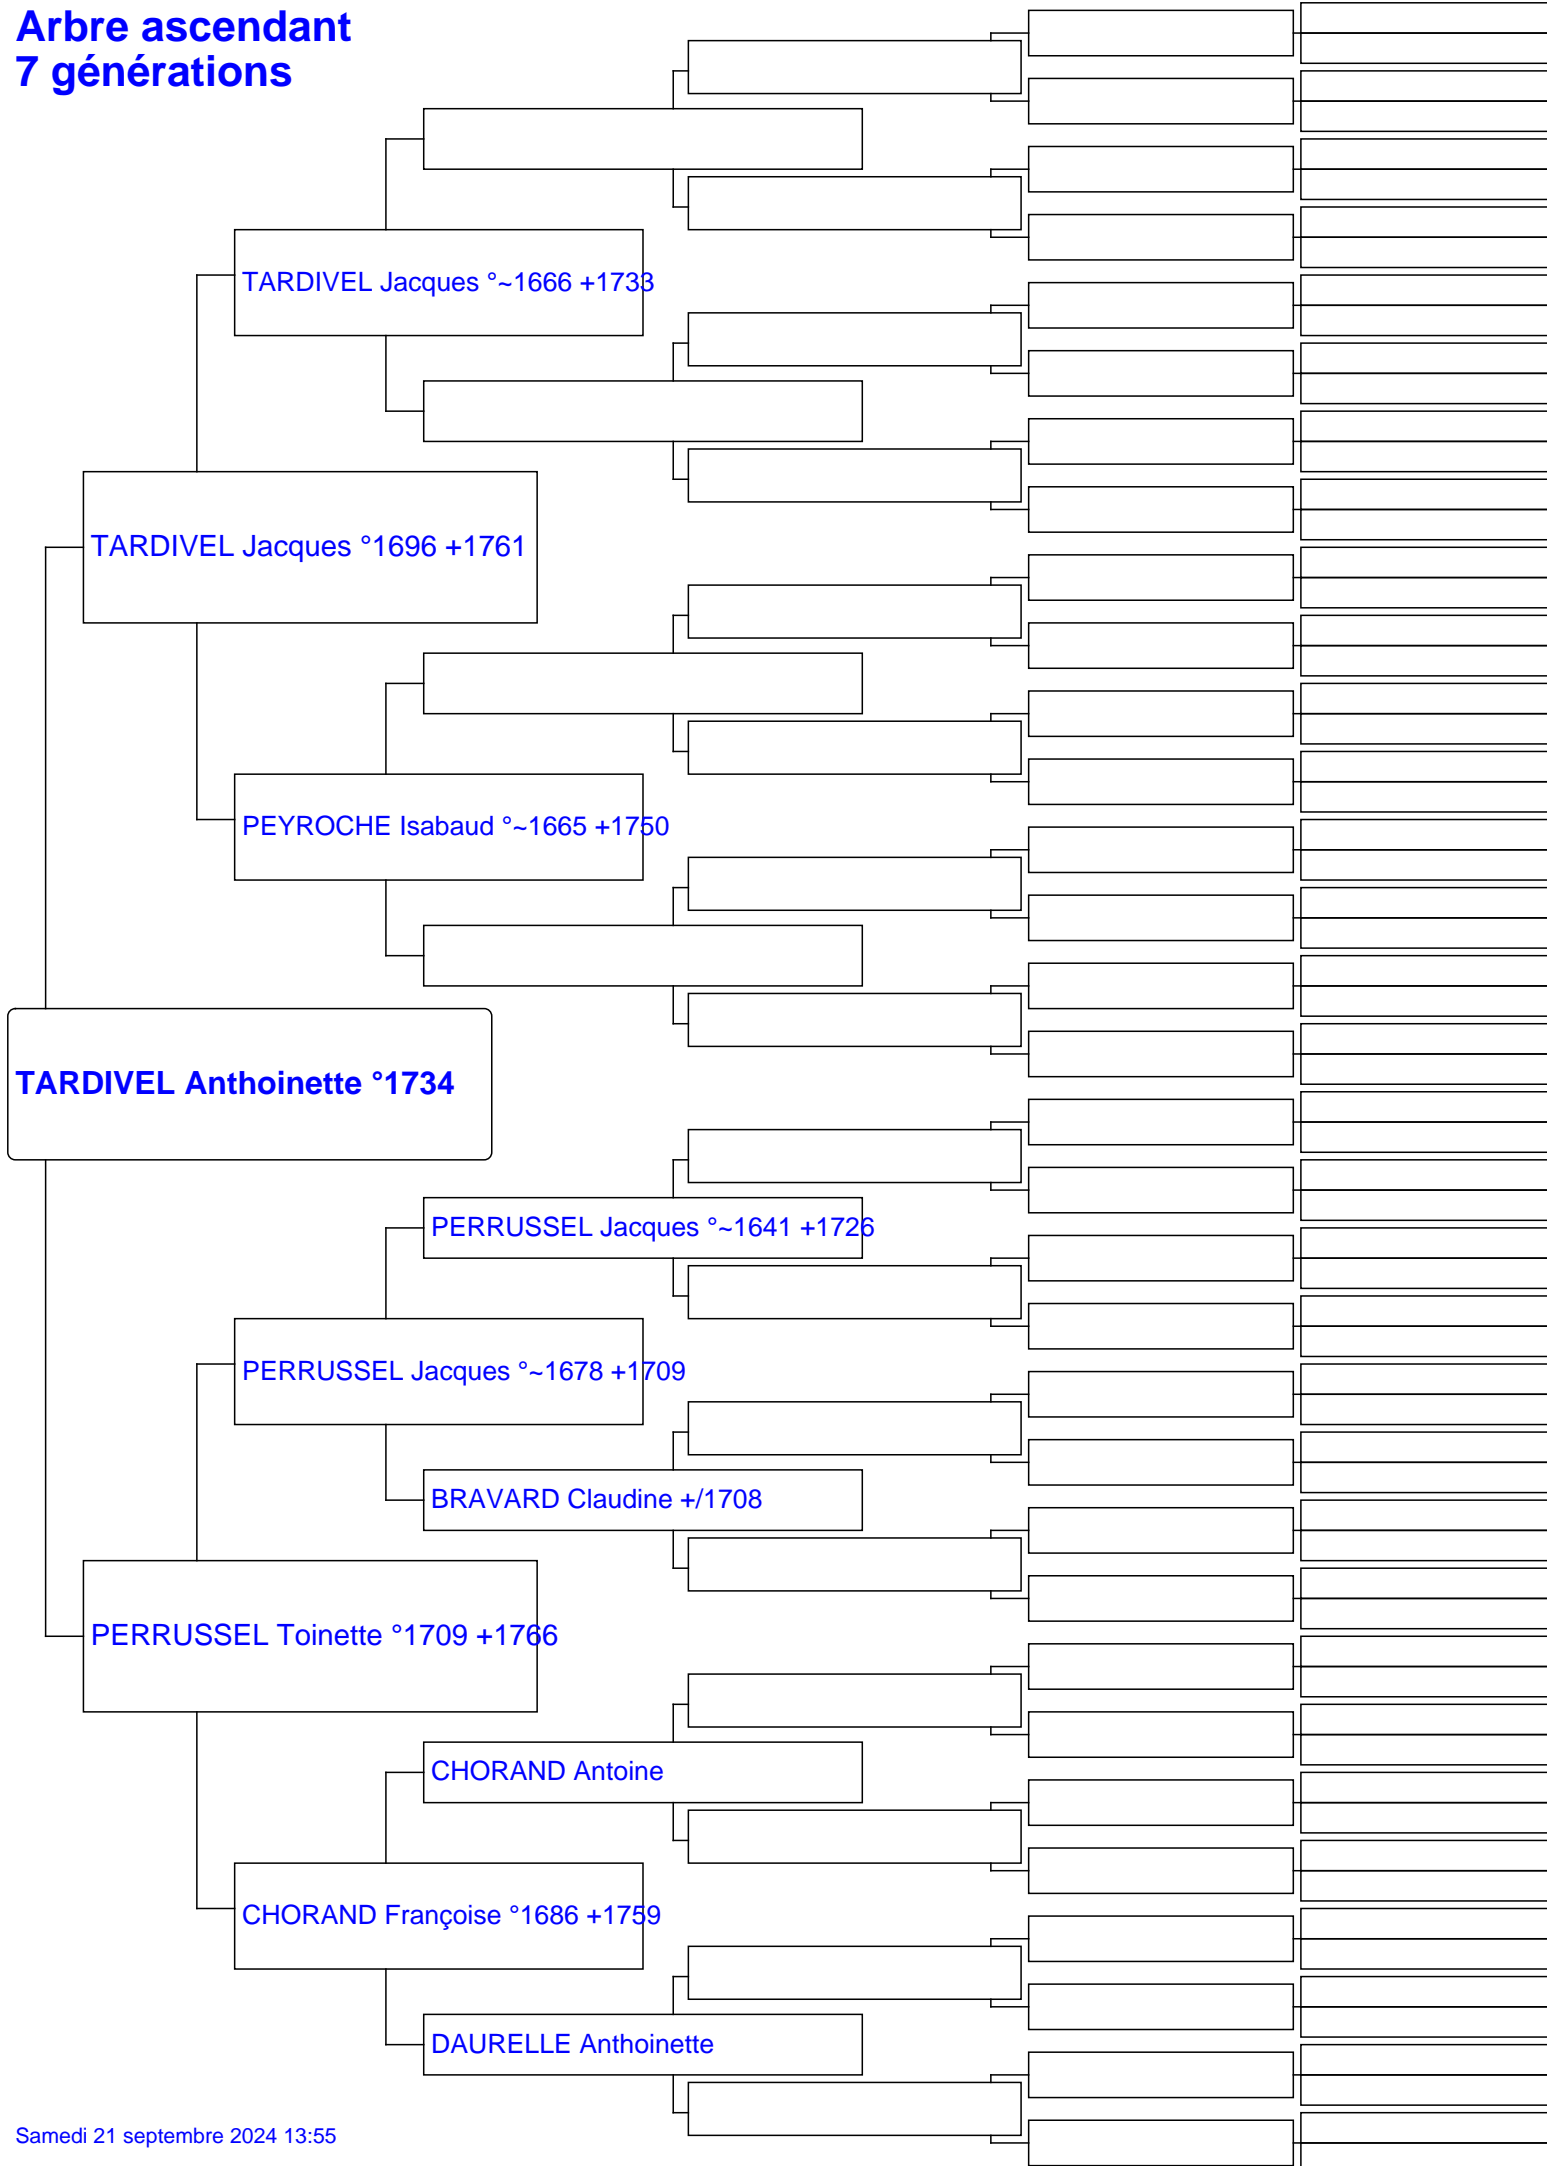 Arbre ascendant
7 générations
TARDIVEL Jacques °~1666 +1733
TARDIVEL Jacques °1696 +1761
PEYROCHE Isabaud °~1665 +1750
TARDIVEL Anthoinette °1734
PERRUSSEL Jacques °~1641 +1726
PERRUSSEL Jacques °~1678 +1709
BRAVARD Claudine +/1708
PERRUSSEL Toinette °1709 +1766
CHORAND Antoine
CHORAND Françoise °1686 +1759
DAURELLE Anthoinette
Samedi 21 septembre 2024 13:55